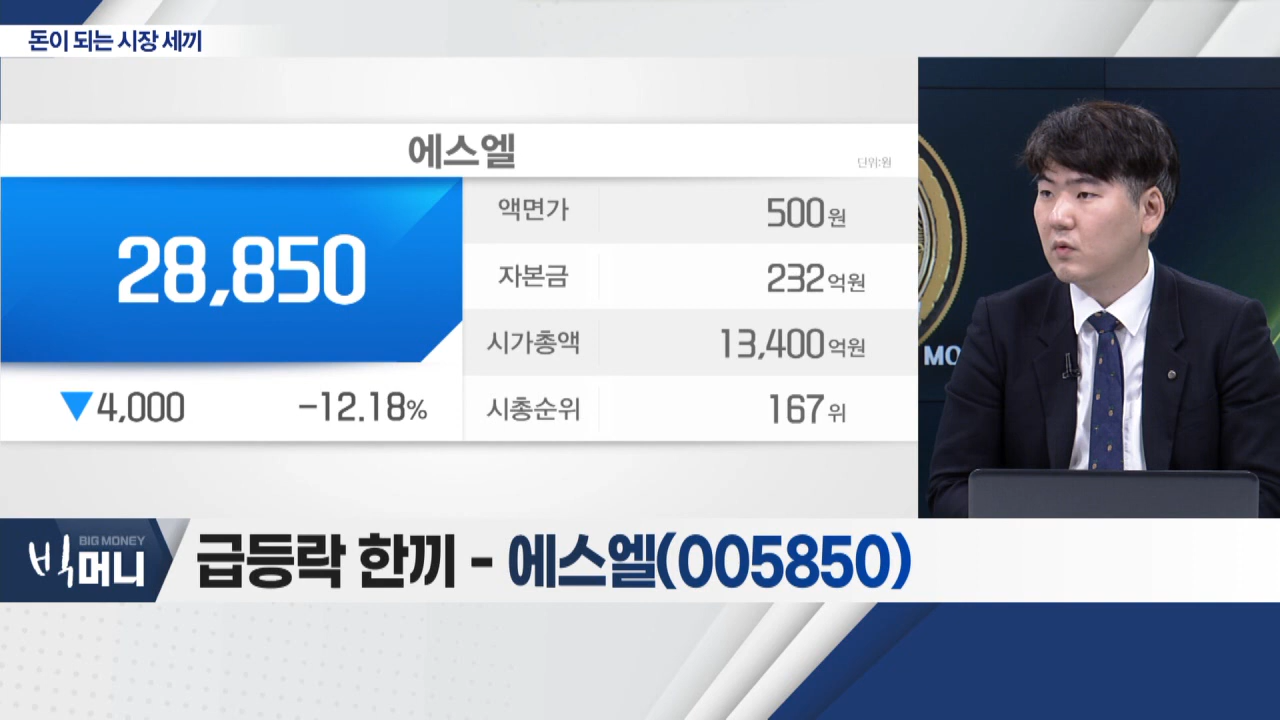 돈이 되는 시장 세끼
에스엘
단위:원
28,850
▼4,000 -12.18%
액면가 500원
자본금 232억원
시가총액 13,400억원
시총순위 167위
MO
BIG MONEY
빅머니
급등락 한끼 - 에스엘(005850)